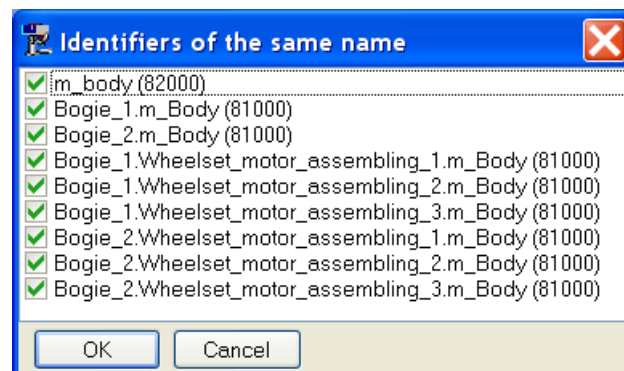 Identifiers of the same name
m_body (82000)
Bogie_1.m_Body (81000)
Bogie_2.m_Body (81000)
Bogie_1.Wheelset_motor_assembling_1.m_Body (81000)
Bogie_1.Wheelset_motor_assembling_2.m_Body (81000)
Bogie_1.Wheelset_motor_assembling_3.m_Body (81000)
Bogie_2.Wheelset_motor_assembling_1.m_Body (81000)
Bogie_2.Wheelset_motor_assembling_2.m_Body (81000)
Bogie_2.Wheelset_motor_assembling_3.m_Body (81000)
OK Cancel